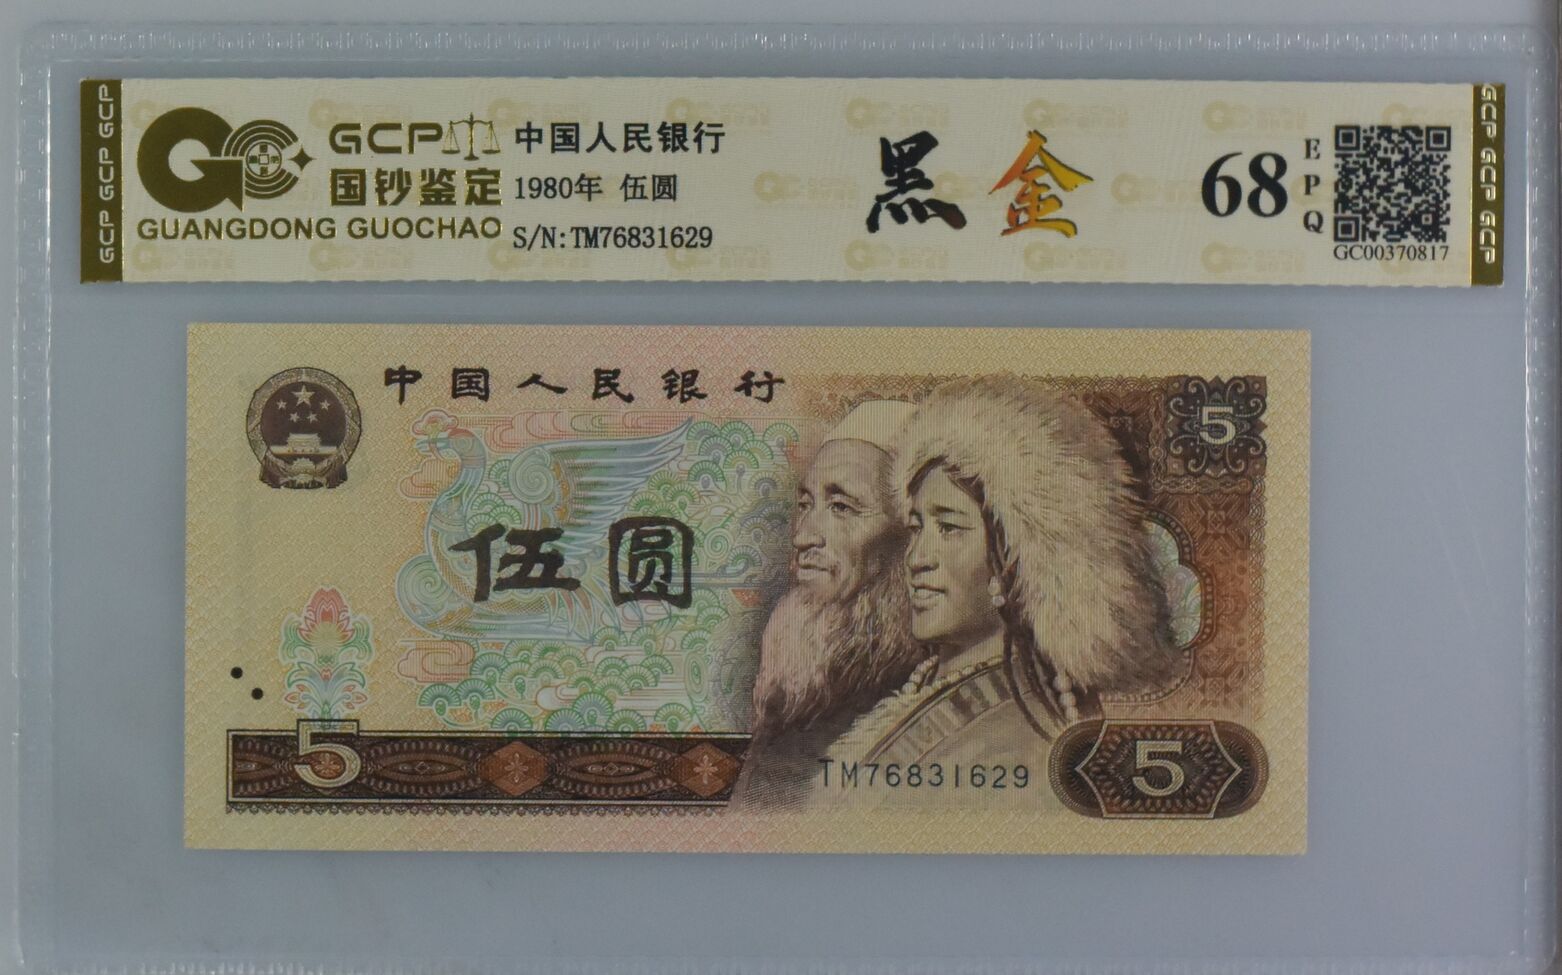 GCP GCP GCP
GCP
国钞鉴定
GUANGDONG GUOCHAO
中国人民银行
1980年 伍圆
S/N:TM76831629
黑金
68
EPQ
GC00370817
GCP GCP GCP
中国人民银行
5
伍圆
5
TM76831629
5